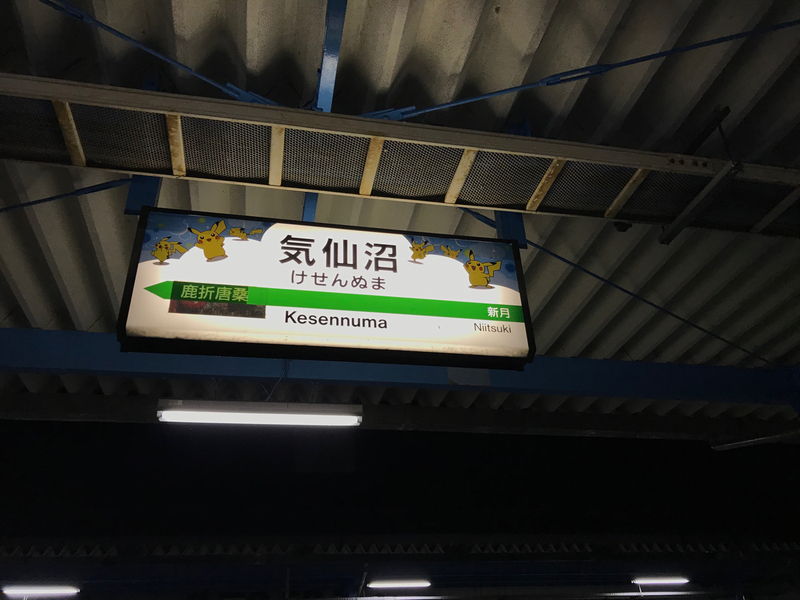 気仙沼
けせんぬま
鹿折唐桑
新月
Kesennuma
Niitsuki